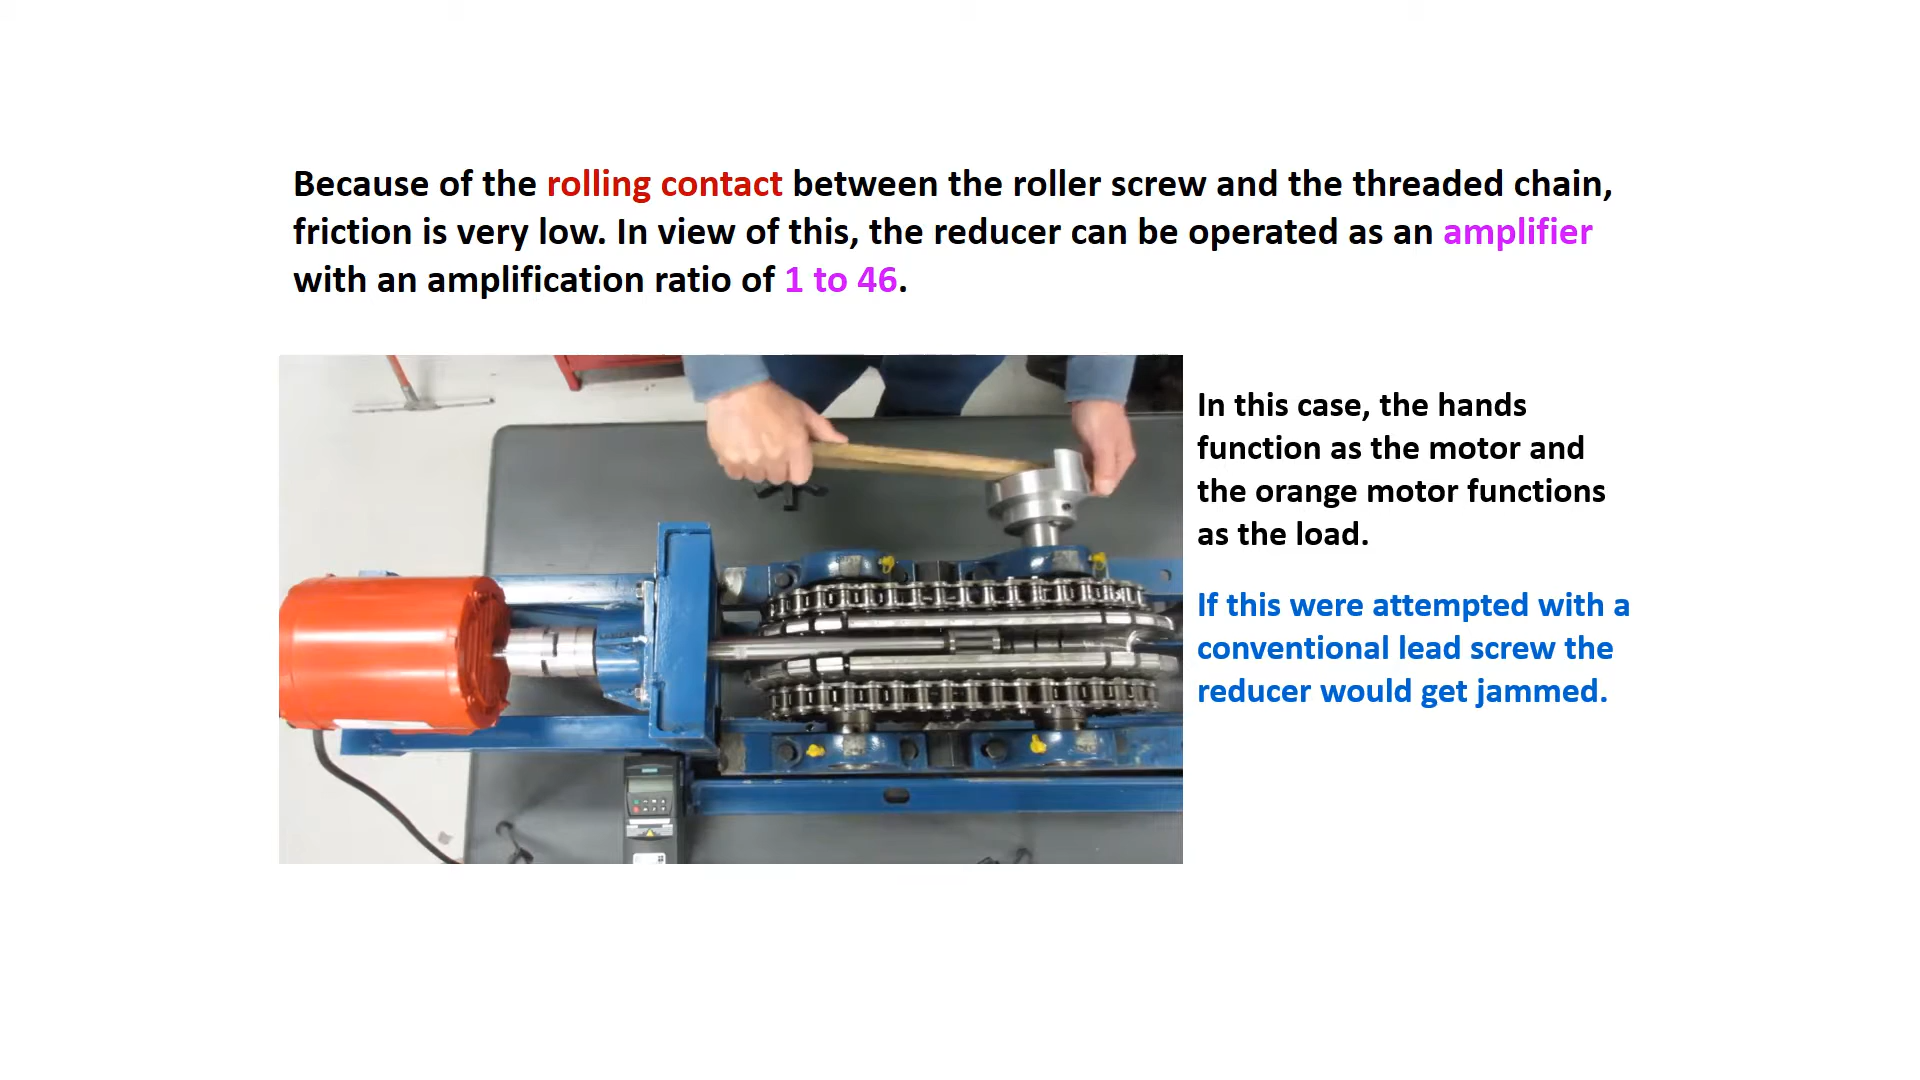 Because of the rolling contact between the roller screw and the threaded chain,
friction is very low. In view of this, the reducer can be operated as an amplifier
with an amplification ratio of 1 to 46.
In this case, the hands
function as the motor and
the orange motor functions
as the load.
If this were attempted with a
conventional lead screw the
reducer would get jammed.